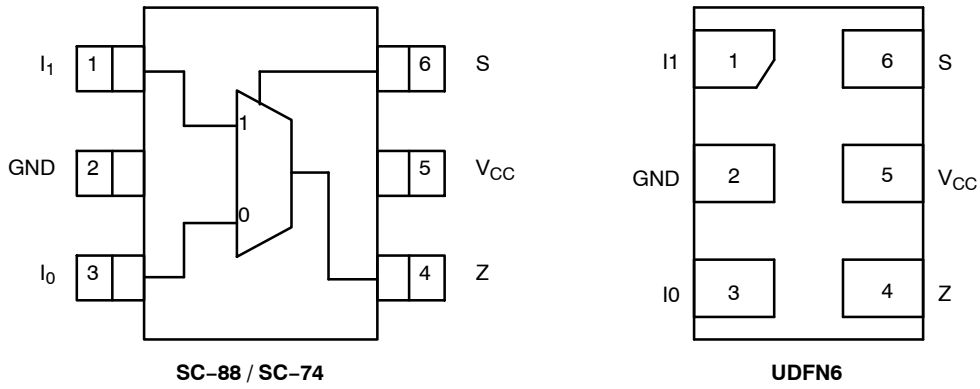 I1 1 6 S
1
GND 2 5 VCC
0
I0 3 4 Z
SC−88 / SC−74
I1 1 6 S
GND 2 5 VCC
I0 3 4 Z
UDFN6